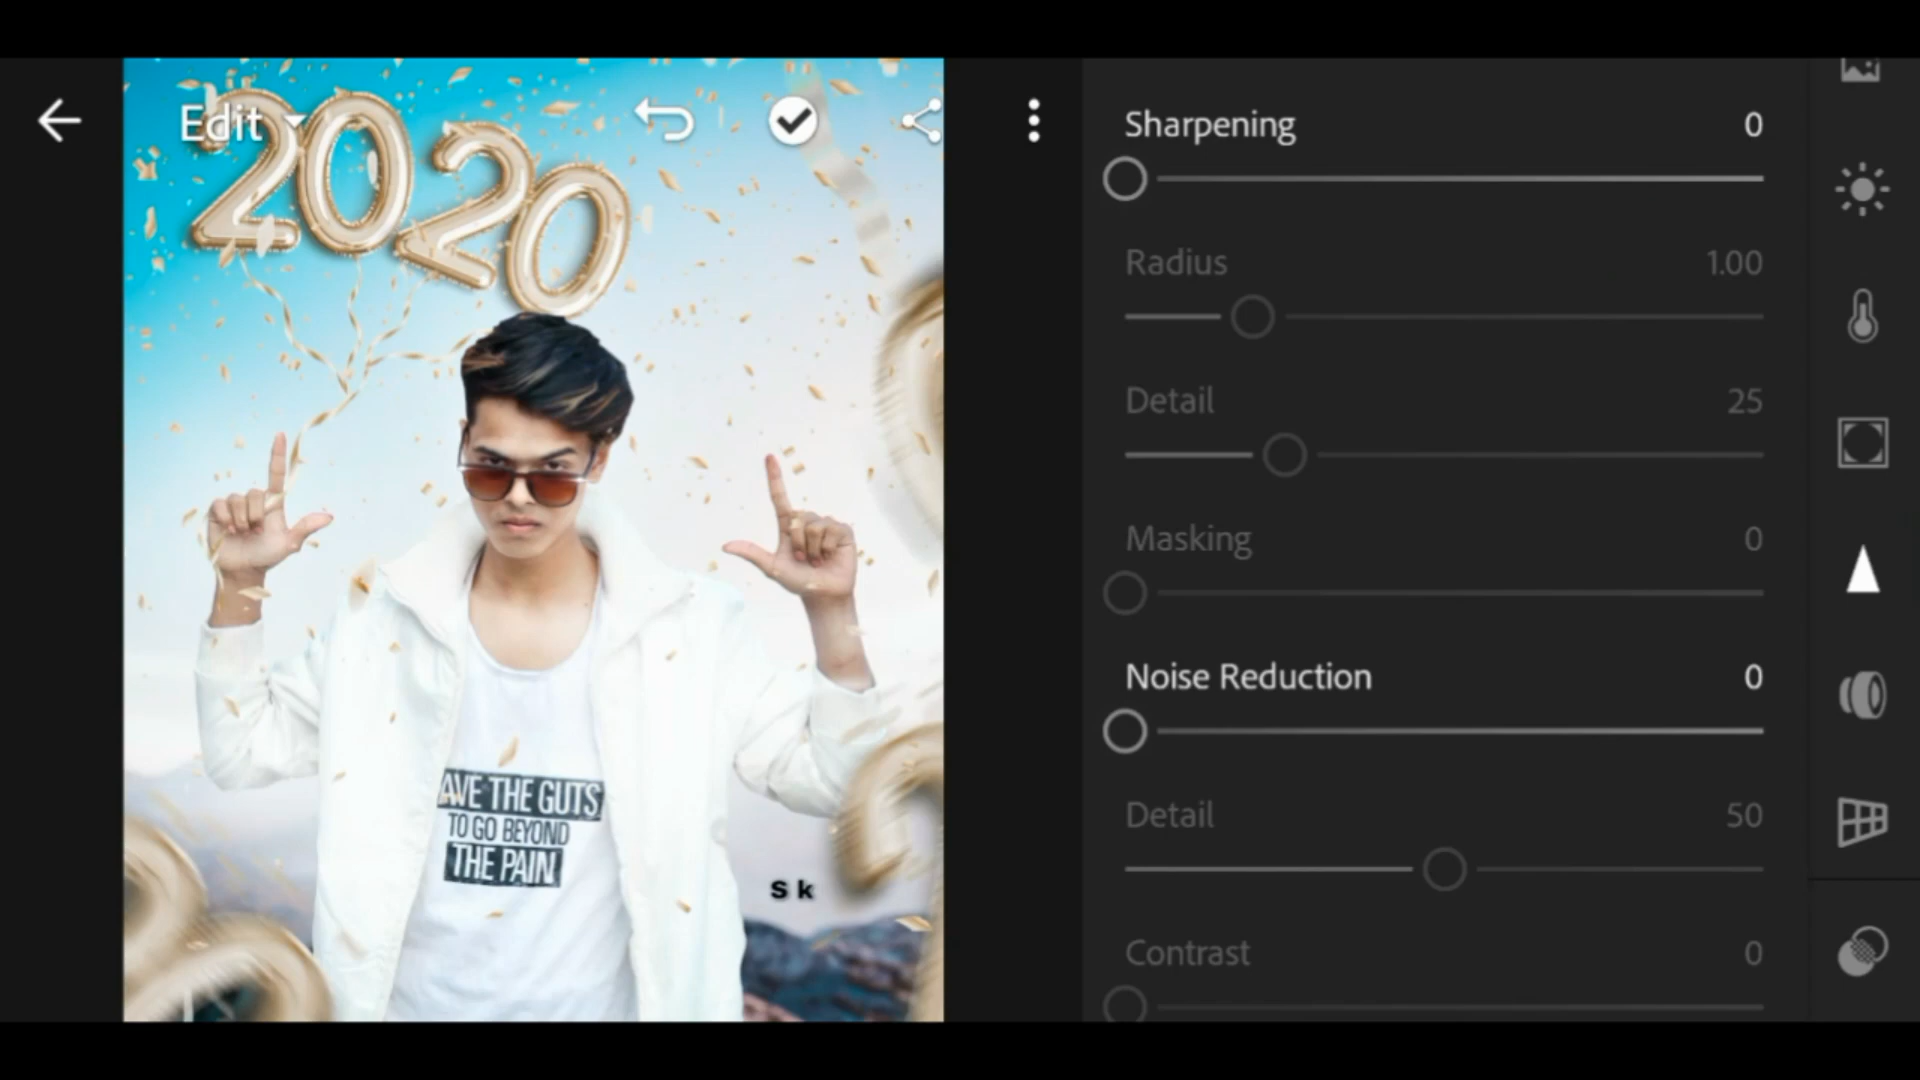 Edit
2020
AVE THE GUTS
TO GO BEYOND
THE PAIN
S k
Sharpening 0
Radius 1.00
Detail 25
Masking 0
Noise Reduction 0
Detail 50
Contrast 0